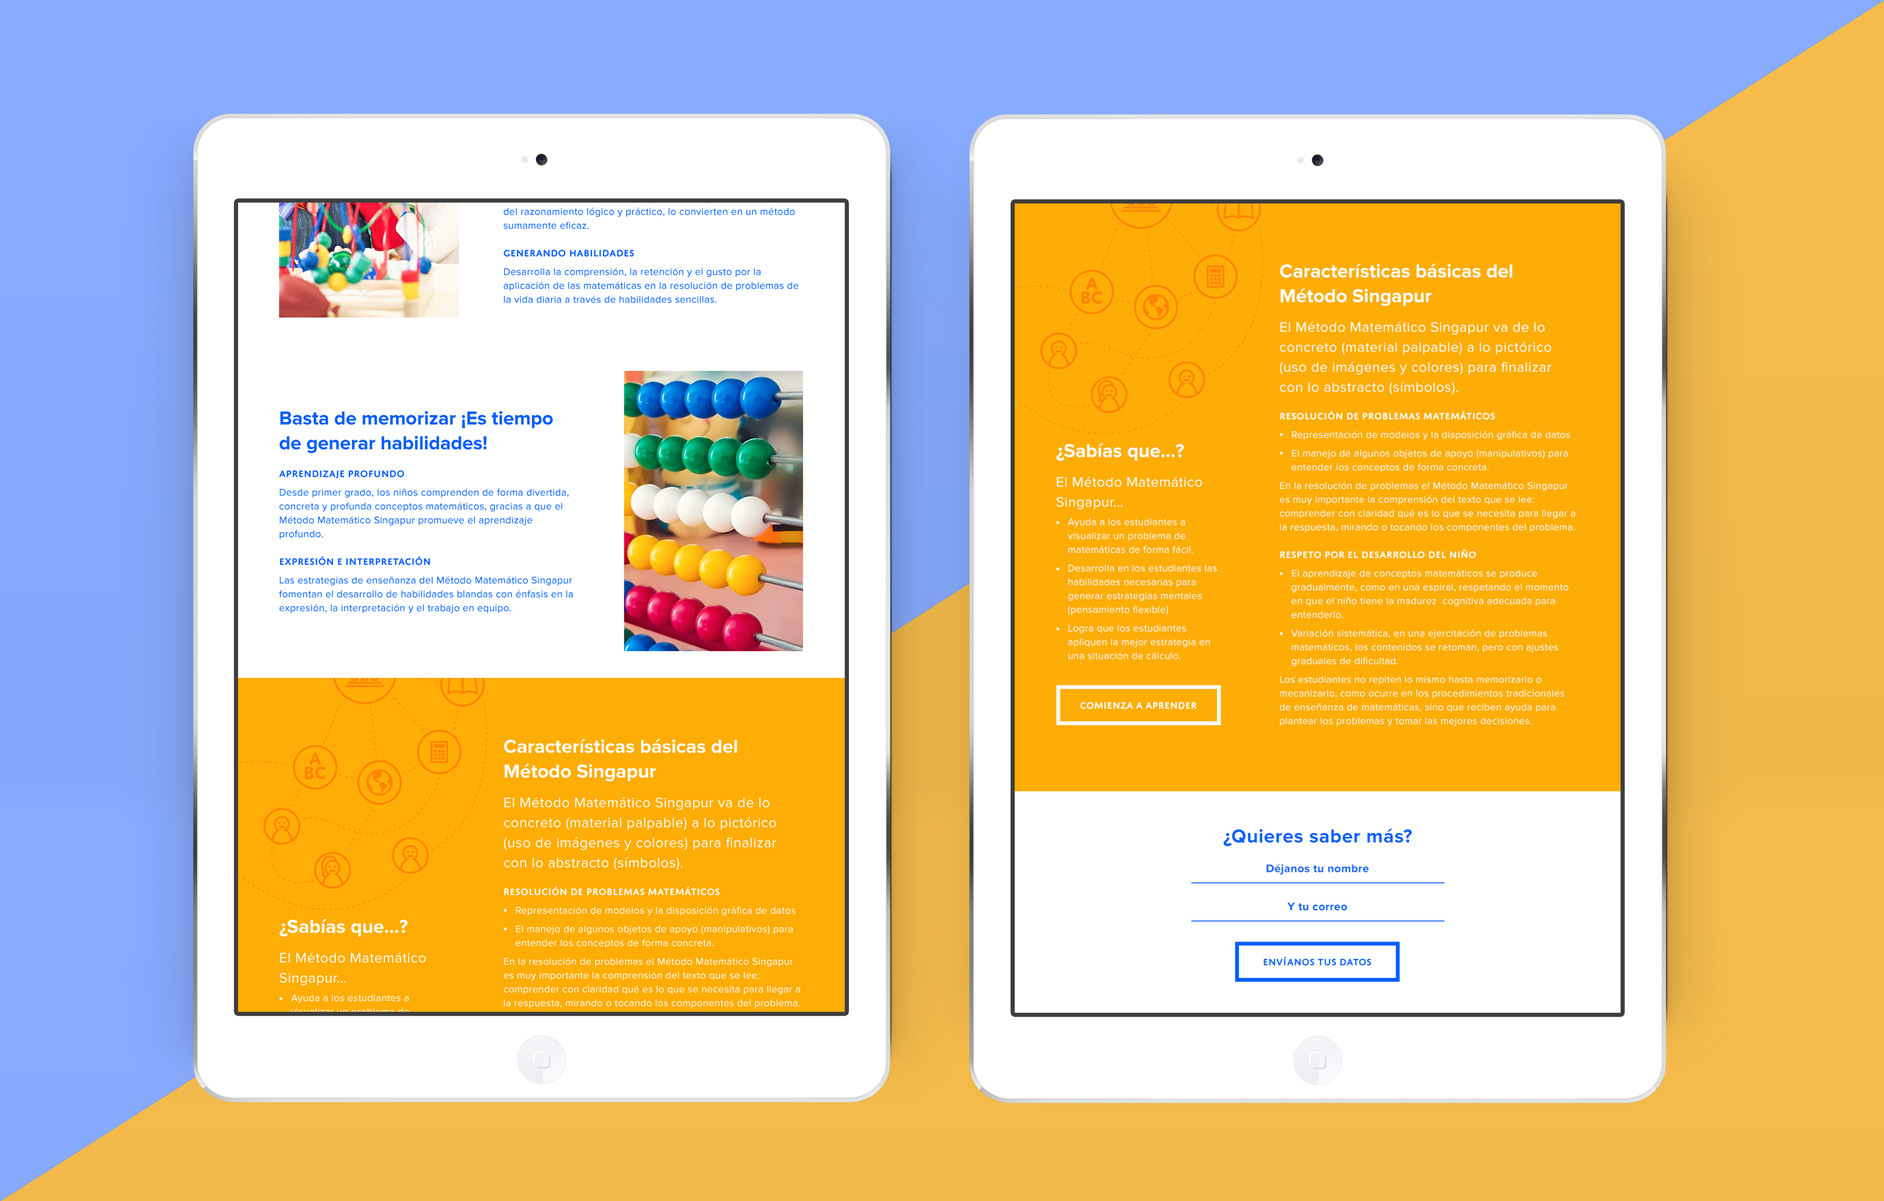 del razonamiento lógico y práctico, lo convierten en un método
sumamente eficaz.
GENERANDO HABILIDADES
Desarrolla la comprensión, la retención y el gusto por la
aplicación de las matemáticas en la resolución de problemas de
la vida diaria a través de habilidades sencillas.
Basta de memorizar ¡Es tiempo
de generar habilidades!
APRENDIZAJE PROFUNDO
Desde primer grado, los niños comprenden de forma divertida,
concreta y profunda conceptos matemáticos, gracias a que el
Método Matemático Singapur promueve el aprendizaje
profundo.
EXPRESIÓN E INTERPRETACIÓN
Las estrategias de enseñanza del Método Matemático Singapur
fomentan el desarrollo de habilidades blandas con énfasis en la
expresión, la interpretación y el trabajo en equipo.
A
BC
¿Sabías que...?
El Método Matemático
Singapur...
• Ayuda a los estudiantes a
visualizar un problema de
Características básicas del
Método Singapur
El Método Matemático Singapur va de lo
concreto (material palpable) a lo pictórico
(uso de imágenes y colores) para finalizar
con lo abstracto (símbolos).
RESOLUCIÓN DE PROBLEMAS MATEMÁTICOS
• Representación de modelos y la disposición gráfica de datos
• El manejo de algunos objetos de apoyo (manipulativos) para
entender los conceptos de forma concreta.
En la resolución de problemas el Método Matemático Singapur
es muy importante la comprensión del texto que se lee:
comprender con claridad qué es lo que se necesita para llegar a
la respuesta, mirando o tocando los componentes del problema.
A
BC
¿Sabías que...?
El Método Matemático
Singapur...
• Ayuda a los estudiantes a
visualizar un problema de
matemáticas de forma fácil.
• Desarrolla en los estudiantes las
habilidades necesarias para
generar estrategias mentales
(pensamiento flexible)
• Logra que los estudiantes
apliquen la mejor estrategia en
una situación de cálculo.
COMIENZA A APRENDER
Características básicas del
Método Singapur
El Método Matemático Singapur va de lo
concreto (material palpable) a lo pictórico
(uso de imágenes y colores) para finalizar
con lo abstracto (símbolos).
RESOLUCIÓN DE PROBLEMAS MATEMÁTICOS
• Representación de modelos y la disposición gráfica de datos
• El manejo de algunos objetos de apoyo (manipulativos) para
entender los conceptos de forma concreta.
En la resolución de problemas el Método Matemático Singapur
es muy importante la comprensión del texto que se lee:
comprender con claridad qué es lo que se necesita para llegar a
la respuesta, mirando o tocando los componentes del problema.
RESPETO POR EL DESARROLLO DEL NIÑO
• El aprendizaje de conceptos matemáticos se produce
gradualmente, como en una espiral, respetando el momento
en que el niño tiene la madurez cognitiva adecuada para
entenderlo.
• Variación sistemática, en una ejercitación de problemas
matemáticos, los contenidos se retoman, pero con ajustes
graduales de dificultad.
Los estudiantes no repiten lo mismo hasta memorizarlo o
mecanizarlo, como ocurre en los procedimientos tradicionales
de enseñanza de matemáticas, sino que reciben ayuda para
plantear los problemas y tomar las mejores decisiones.
¿Quieres saber más?
Déjanos tu nombre
Y tu correo
ENVÍANOS TUS DATOS